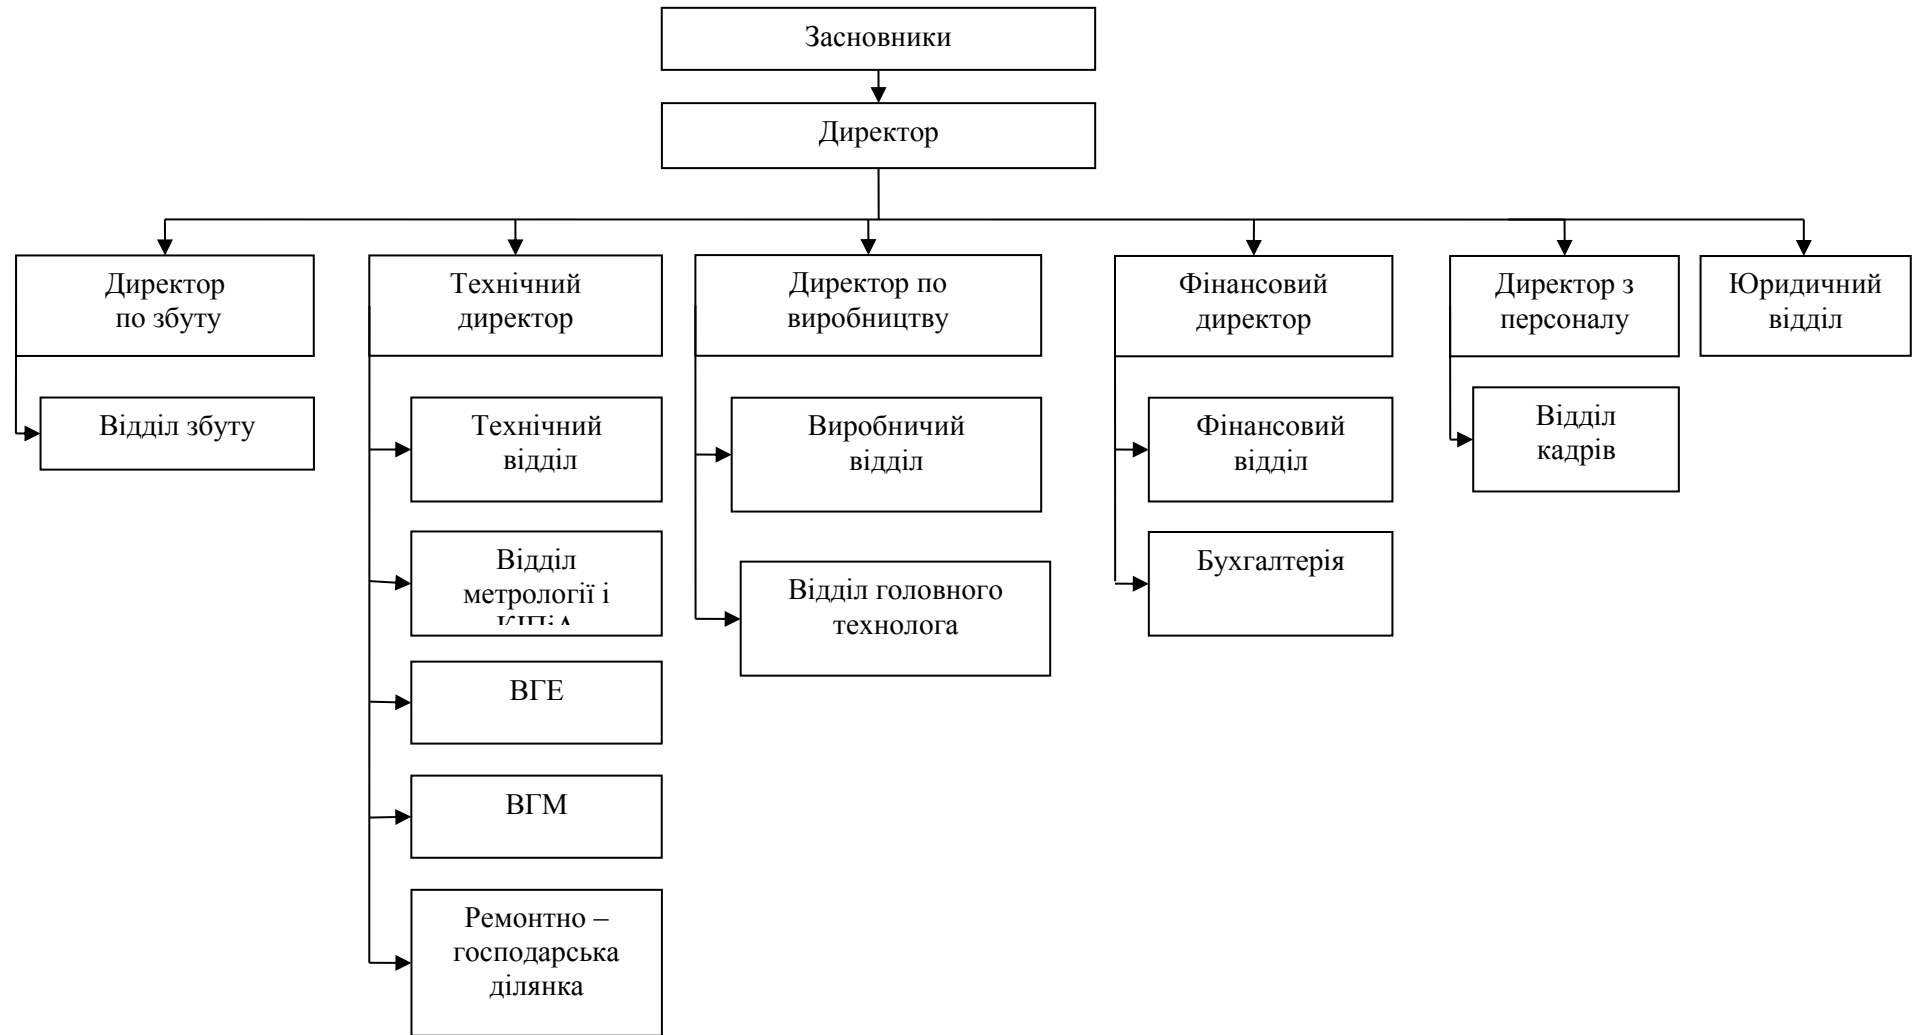 Засновники
Директор
Директор
по збуту
Технічний
директор
Директор по
виробництву
Фінансовий
директор
Директор з
персоналу
Юридичний
відділ
Відділ збуту
Технічний
відділ
Відділ
метрології і
КІПіА
ВГЕ
ВГМ
Ремонтно –
господарська
ділянка
Виробничий
відділ
Відділ головного
технолога
Фінансовий
відділ
Бухгалтерія
Відділ
кадрів